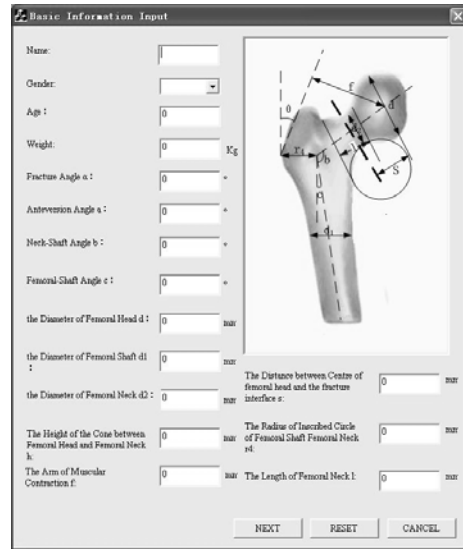 Basic Information Input
Name:
Gender:
Age :
0
Weight:
0
Kg
Fracture Angle α :
0
°
Anteversion Angle a :
0
°
Neck-Shaft Angle b :
0
°
Femoral-Shaft Angle c :
0
°
the Diameter of Femoral Head d :
0
mm
the Diameter of Femoral Shaft d1
:
0
mm
the Diameter of Femoral Neck d2:
0
mm
The Height of the Cone between
Femoral Head and Femoral Neck
h:
0
mm
The Arm of Muscular
Contraction f:
0
mm
θ
f
d
d2
r1
b
S
d1
The Distance between Centre of
femoral head and the fracture
interface s:
0
mm
The Radius of Inscribed Circle
of Femoral Shaft Femoral Neck
r4:
0
mm
The Length of Femoral Neck l:
0
mm
NEXT
RESET
CANCEL